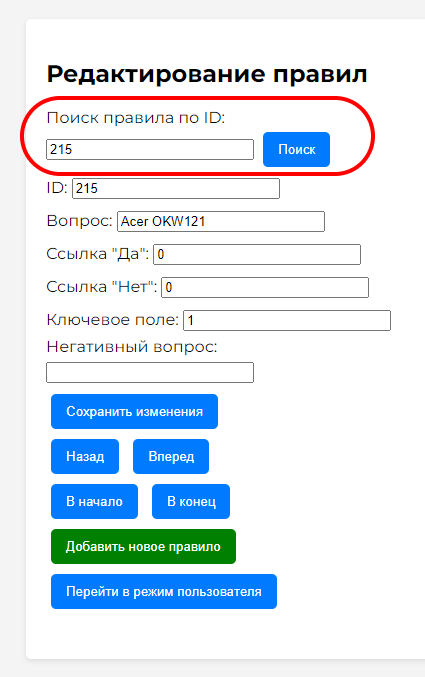 Редактирование правил
Поиск правила по ID:
215 Поиск
ID: 215
Вопрос: Acer OKW121
Ссылка "Да": 0
Ссылка "Нет": 0
Ключевое поле: 1
Негативный вопрос:
Сохранить изменения
Назад Вперед
В начало В конец
Добавить новое правило
Перейти в режим пользователя